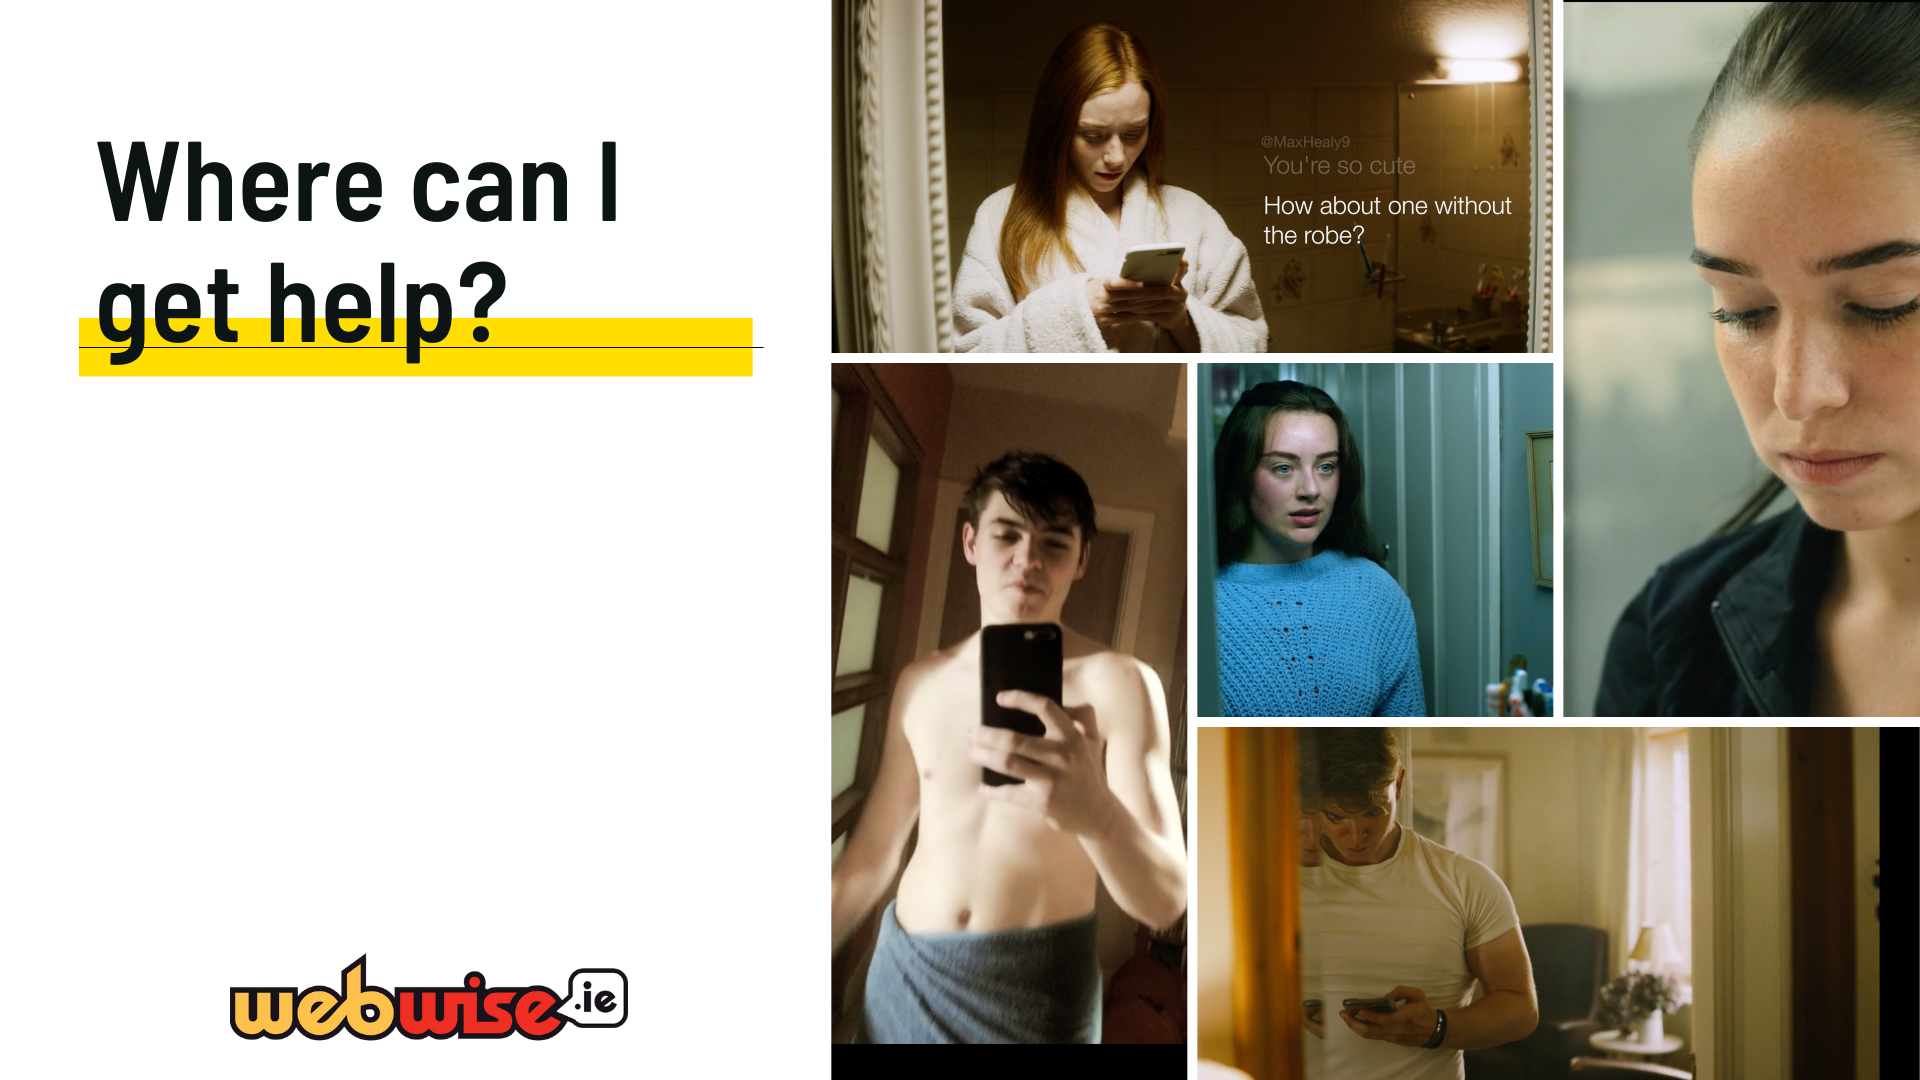 Where can I
get help?
@MaxHealy9
You're so cute
How about one without
the robe?
webwise.ie